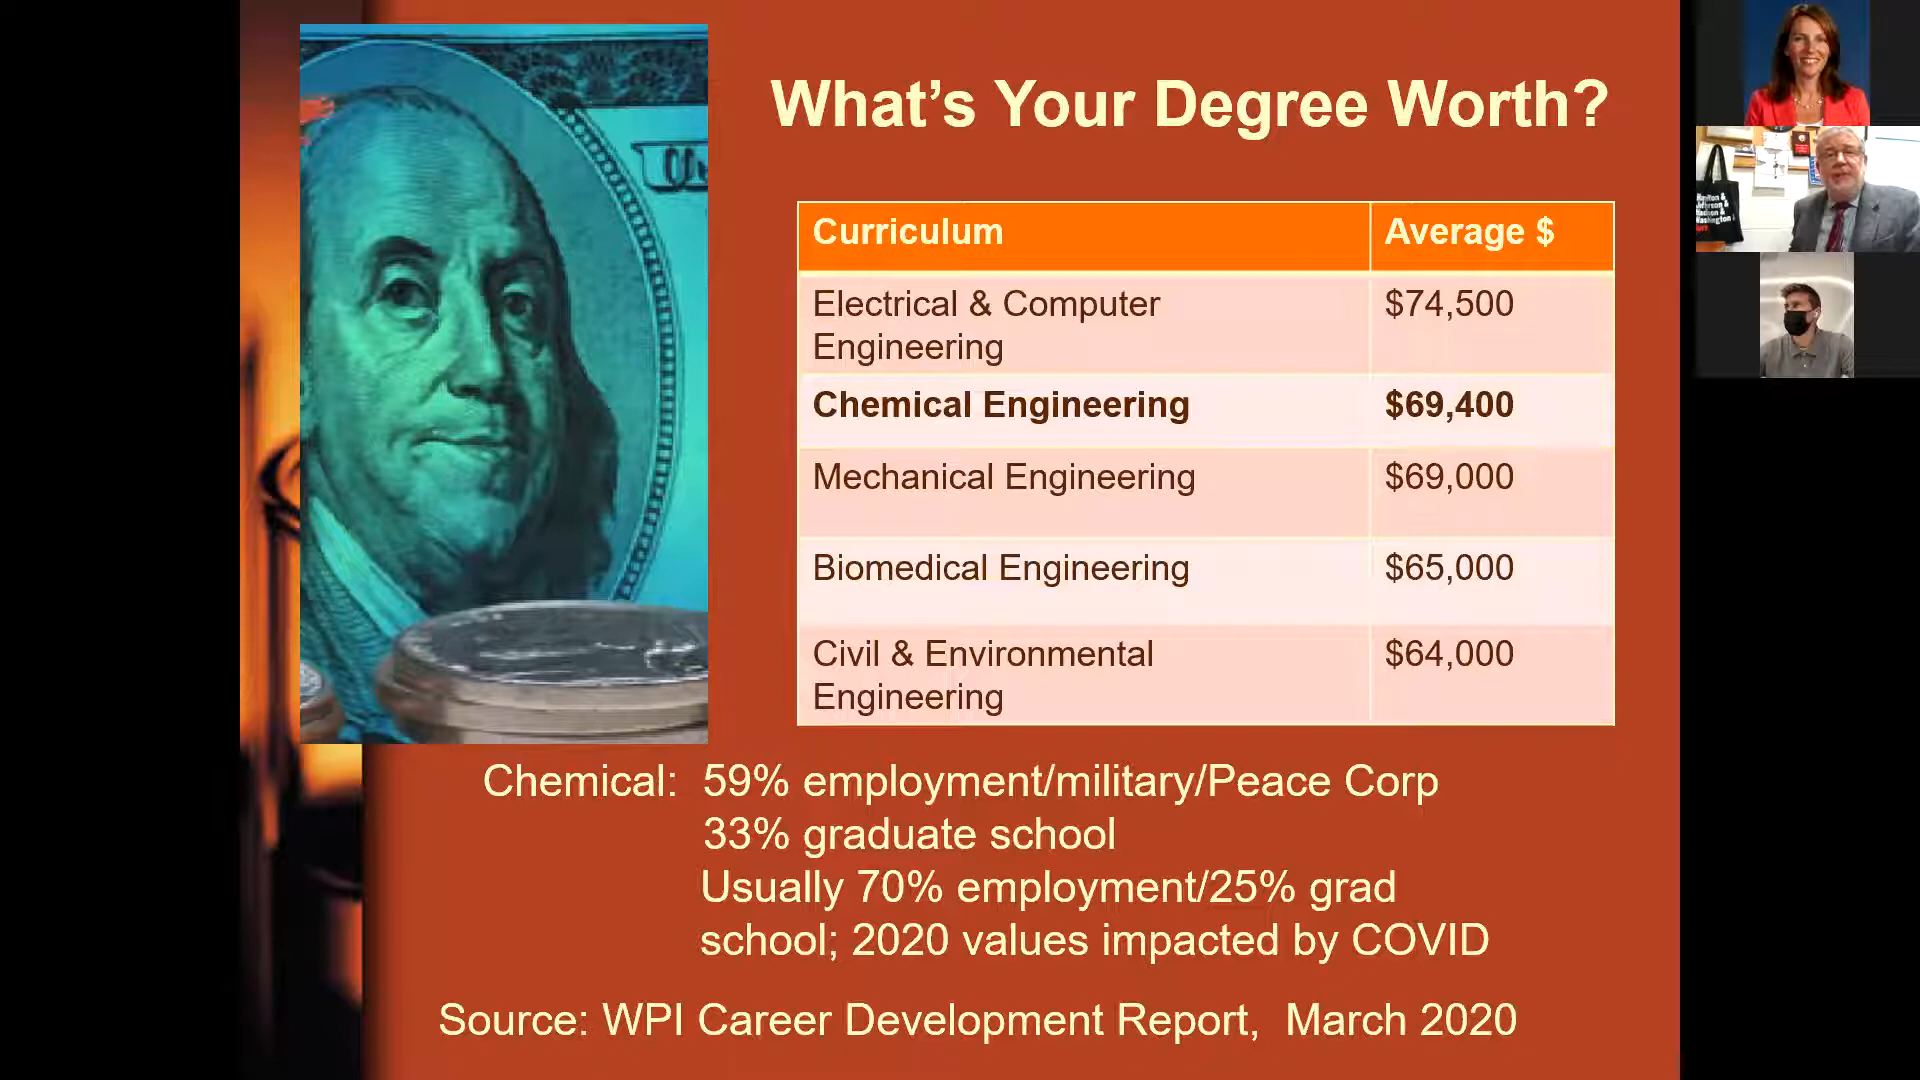 What’s Your Degree Worth?
Curriculum Average $
Electrical & Computer $74,500
Engineering
Chemical Engineering $69,400
Mechanical Engineering $69,000
Biomedical Engineering $65,000
Civil & Environmental $64,000
Engineering
Chemical: 59% employment/military/Peace Corp
33% graduate school
Usually 70% employment/25% grad
school; 2020 values impacted by COVID
Source: WPI Career Development Report, March 2020